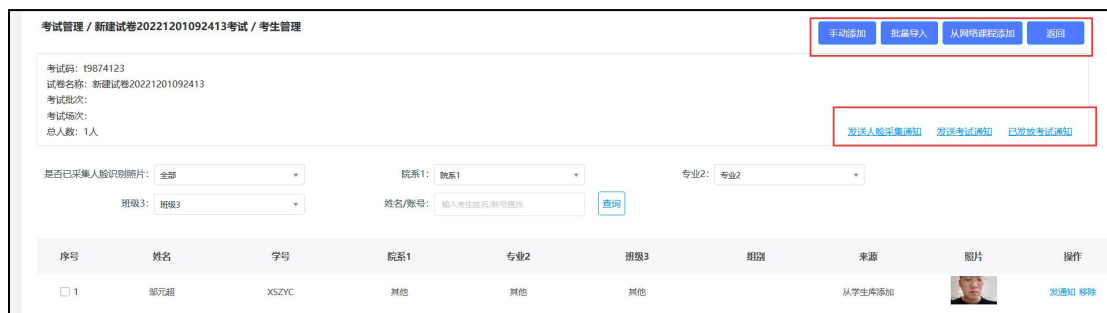 考试管理 / 新建试卷20221201092413考试 / 考生管理
手动添加 批量导入 从网络课程添加 返回
考试码: t9874123
试卷名称: 新建试卷20221201092413
考试批次:
考试场次:
总人数: 1人
发送人脸采集通知 发送考试通知 已发放考试通知
是否已采集人脸识别照片: 全部 院系1: 院系1 专业2: 专业2
班级3: 班级3 姓名/账号: 输入考生姓名/账号查找 查询
序号 姓名 学号 院系1 专业2 班级3 组别 来源 照片 操作
1 邹元超 XSZYC 其他 其他 其他 从学生库添加 发通知 移除